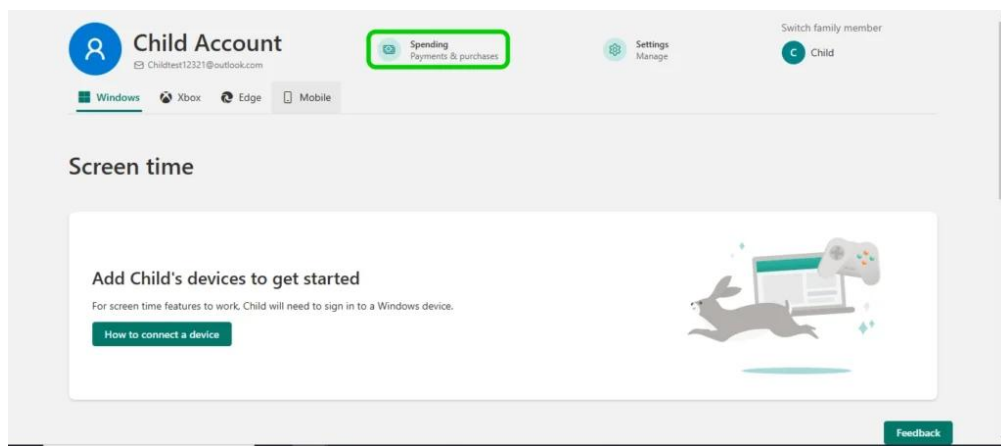 Child Account
Childtest12321@outlook.com
Spending
Payments & purchases
Settings
Manage
Switch family member
C Child
Windows Xbox Edge Mobile
Screen time
Add Child's devices to get started
For screen time features to work, Child will need to sign in to a Windows device.
How to connect a device
Feedback